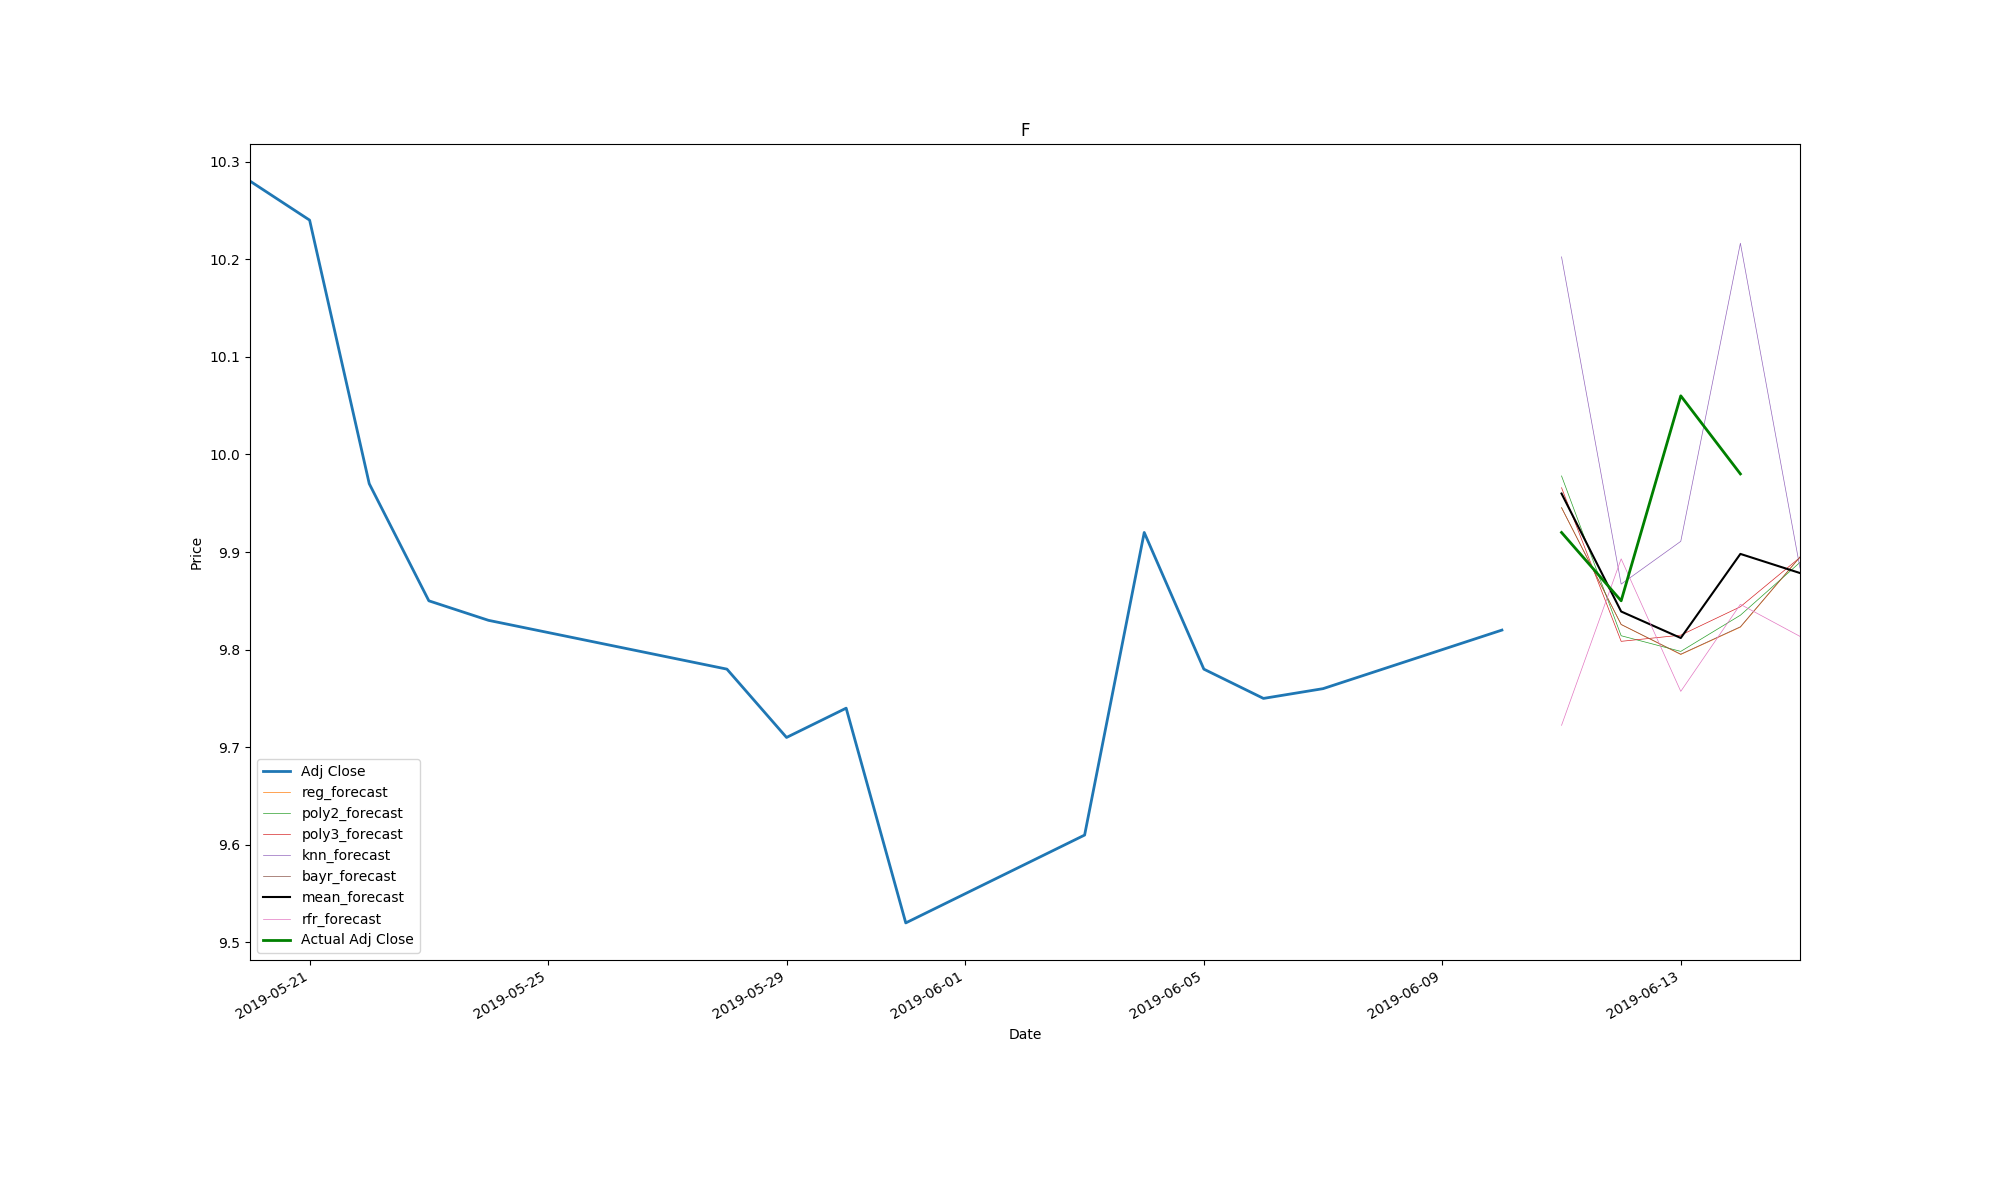 F
10.3
10.2
10.1
10.0
9.9
9.8
9.7
9.6
9.5
Price
Adj Close
reg_forecast
poly2_forecast
poly3_forecast
knn_forecast
bayr_forecast
mean_forecast
rfr_forecast
Actual Adj Close
2019-05-21
2019-05-25
2019-05-29
2019-06-01
2019-06-05
2019-06-09
2019-06-13
Date